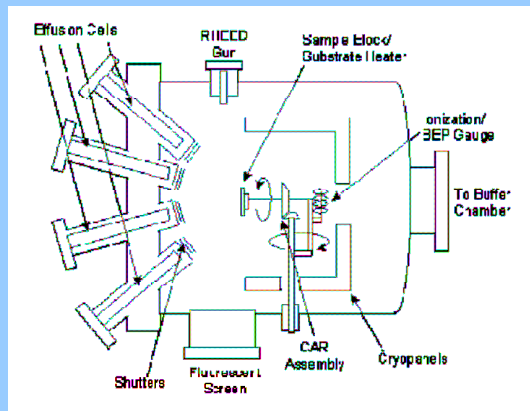 Effusion Cells
RHEED
Gun
Sample Block/
Substrate Heater
Ionization/
BEP Gauge
To Buffer
Chamber
CAR
Assembly
Cryopanels
Fluorescent
Screen
Shutters